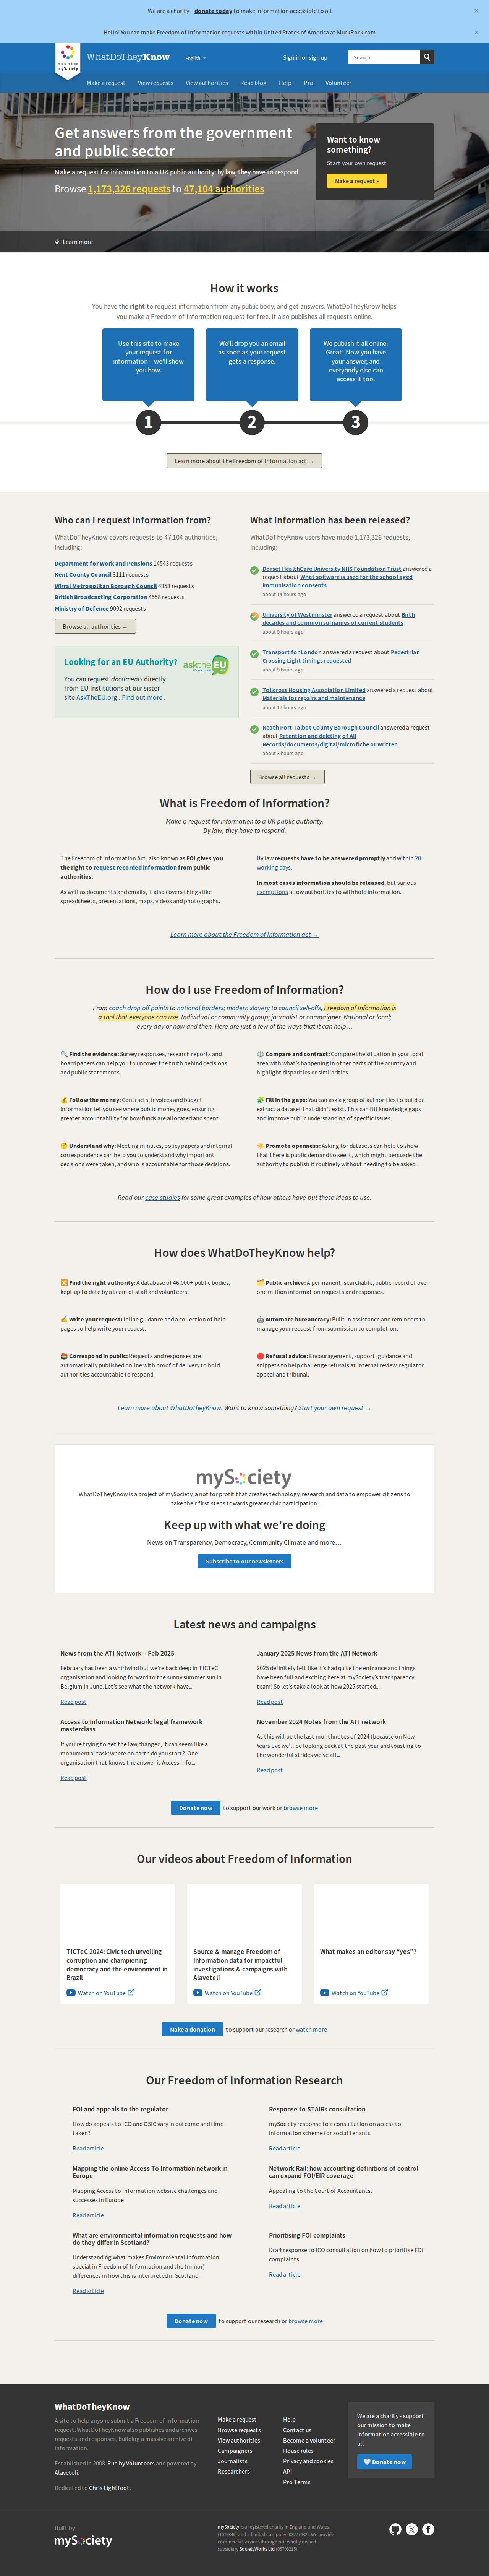 We are a charity – donate today to make information accessible to all
×
Hello! You can make Freedom of Information requests within United States of America at MuckRock.com
×
a service from
mySociety
WhatDoTheyKnow
English
Sign in or sign up
Search
Make a request
View requests
View authorities
Read blog
Help
Pro
Volunteer
Get answers from the government
and public sector
Make a request for information to a UK public authority: by law, they have to respond
Browse 1,173,326 requests to 47,104 authorities
Want to know
something?
Start your own request
Make a request »
Learn more
How it works
You have the right to request information from any public body, and get answers. WhatDoTheyKnow helps
you make a Freedom of Information request for free. It also publishes all requests online.
Use this site to make
your request for
information – we'll show
you how.
We'll drop you an email
as soon as your request
gets a response.
We publish it all online.
Great! Now you have
your answer, and
everybody else can
access it too.
1
2
3
Learn more about the Freedom of Information act →
Who can I request information from?
WhatDoTheyKnow covers requests to 47,104 authorities,
including:
Department for Work and Pensions 14543 requests
Kent County Council 3111 requests
Wirral Metropolitan Borough Council 4353 requests
British Broadcasting Corporation 4558 requests
Ministry of Defence 9002 requests
Browse all authorities →
Looking for an EU Authority?
You can request documents directly
from EU Institutions at our sister
site AskTheEU.org . Find out more .
asktheEU
What information has been released?
WhatDoTheyKnow users have made 1,173,326 requests,
including:
Dorset HealthCare University NHS Foundation Trust answered a
request about What software is used for the school aged
immunisation consents
about 14 hours ago
University of Westminster answered a request about Birth
decades and common surnames of current students
about 9 hours ago
Transport for London answered a request about Pedestrian
Crossing Light timings requested
about 9 hours ago
Tollcross Housing Association Limited answered a request about
Materials for repairs and maintenance
about 17 hours ago
Neath Port Talbot County Borough Council answered a request
about Retention and deleting of All
Records/documents/digital/microfiche or written
about 3 hours ago
Browse all requests →
What is Freedom of Information?
Make a request for information to a UK public authority.
By law, they have to respond.
The Freedom of Information Act, also known as FOI gives you
the right to request recorded information from public
authorities.
As well as documents and emails, it also covers things like
spreadsheets, presentations, maps, videos and photographs.
By law requests have to be answered promptly and within 20
working days.
In most cases information should be released, but various
exemptions allow authorities to withhold information.
Learn more about the Freedom of Information act →
How do I use Freedom of Information?
From coach drop off points to national borders; modern slavery to council sell-offs, Freedom of Information is
a tool that everyone can use. Individual or community group; journalist or campaigner. National or local;
every day or now and then. Here are just a few of the ways that it can help…
🔍 Find the evidence: Survey responses, research reports and
board papers can help you to uncover the truth behind decisions
and public statements.
⚖️ Compare and contrast: Compare the situation in your local
area with what's happening in other parts of the country and
highlight disparities or similarities.
💰 Follow the money: Contracts, invoices and budget
information let you see where public money goes, ensuring
greater accountability for how funds are allocated and spent.
🧩 Fill in the gaps: You can ask a group of authorities to build or
extract a dataset that didn't exist. This can fill knowledge gaps
and improve public understanding of specific issues.
🤔 Understand why: Meeting minutes, policy papers and internal
correspondence can help you to understand why important
decisions were taken, and who is accountable for those decisions.
☀️ Promote openness: Asking for datasets can help to show
that there is public demand to see it, which might persuade the
authority to publish it routinely without needing to be asked.
Read our case studies for some great examples of how others have put these ideas to use.
How does WhatDoTheyKnow help?
Find the right authority: A database of 46,000+ public bodies,
kept up to date by a team of staff and volunteers.
Public archive: A permanent, searchable, public record of over
one million information requests and responses.
Write your request: Inline guidance and a collection of help
pages to help write your request.
Automate bureaucracy: Built in assistance and reminders to
manage your request from submission to completion.
Correspond in public: Requests and responses are
automatically published online with proof of delivery to hold
authorities accountable to respond.
Refusal advice: Encouragement, support, guidance and
snippets to help challenge refusals at internal review, regulator
appeal and tribunal.
Learn more about WhatDoTheyKnow. Want to know something? Start your own request →
mySociety
WhatDoTheyKnow is a project of mySociety, a not for profit that creates technology, research and data to empower citizens to
take their first steps towards greater civic participation.
Keep up with what we're doing
News on Transparency, Democracy, Community Climate and more…
Subscribe to our newsletters
Latest news and campaigns
News from the ATI Network – Feb 2025
February has been a whirlwind but we're back deep in TICTeC
organisation and looking forward to the sunny summer sun in
Belgium in June. Let's see what the network have...
Read post
January 2025 News from the ATI Network
2025 definitely felt like it's had quite the entrance and things
have been full and exciting here at mySociety's transparency
team! So let's take a look at how 2025 started...
Read post
Access to Information Network: legal framework
masterclass
If you're trying to get the law changed, it can seem like a
monumental task: where on earth do you start? One
organisation that knows the answer is Access Info...
Read post
November 2024 Notes from the ATI network
As this will be the last monthnotes of 2024 (because on New
Years Eve we'll be looking back at the past year and toasting to
the wonderful strides we've all...
Read post
Donate now to support our work or browse more
Our videos about Freedom of Information
TICTeC 2024: Civic tech unveiling
corruption and championing
democracy and the environment in
Brazil
Watch on YouTube
Source & manage Freedom of
Information data for impactful
investigations & campaigns with
Alaveteli
Watch on YouTube
What makes an editor say “yes”?
Watch on YouTube
Make a donation to support our research or watch more
Our Freedom of Information Research
FOI and appeals to the regulator
How do appeals to ICO and OSIC vary in outcome and time
taken?
Read article
Response to STAIRs consultation
mySociety response to a consultation on access to
information scheme for social tenants
Read article
Mapping the online Access To Information network in
Europe
Mapping Access to Information website challenges and
successes in Europe
Read article
Network Rail: how accounting definitions of control
can expand FOI/EIR coverage
Appealing to the Court of Accountants.
Read article
What are environmental information requests and how
do they differ in Scotland?
Understanding what makes Environmental Information
special in Freedom of Information and the (minor)
differences in how this is interpreted in Scotland.
Read article
Prioritising FOI complaints
Draft response to ICO consultation on how to prioritise FOI
complaints
Read article
Donate now to support our research or browse more
WhatDoTheyKnow
A site to help anyone submit a Freedom of Information
request. WhatDoTheyKnow also publishes and archives
requests and responses, building a massive archive of
information.
Established in 2008. Run by Volunteers and powered by
Alaveteli.
Dedicated to Chris Lightfoot.
Make a request
Browse requests
View authorities
Campaigners
Journalists
Researchers
Help
Contact us
Become a volunteer
House rules
Privacy and cookies
API
Pro Terms
We are a charity - support
our mission to make
information accessible to
all
🤍 Donate now
Built by
mySociety
mySociety is a registered charity in England and Wales
(1076346) and a limited company (03277032). We provide
commercial services through our wholly owned
subsidiary SocietyWorks Ltd (05798215).